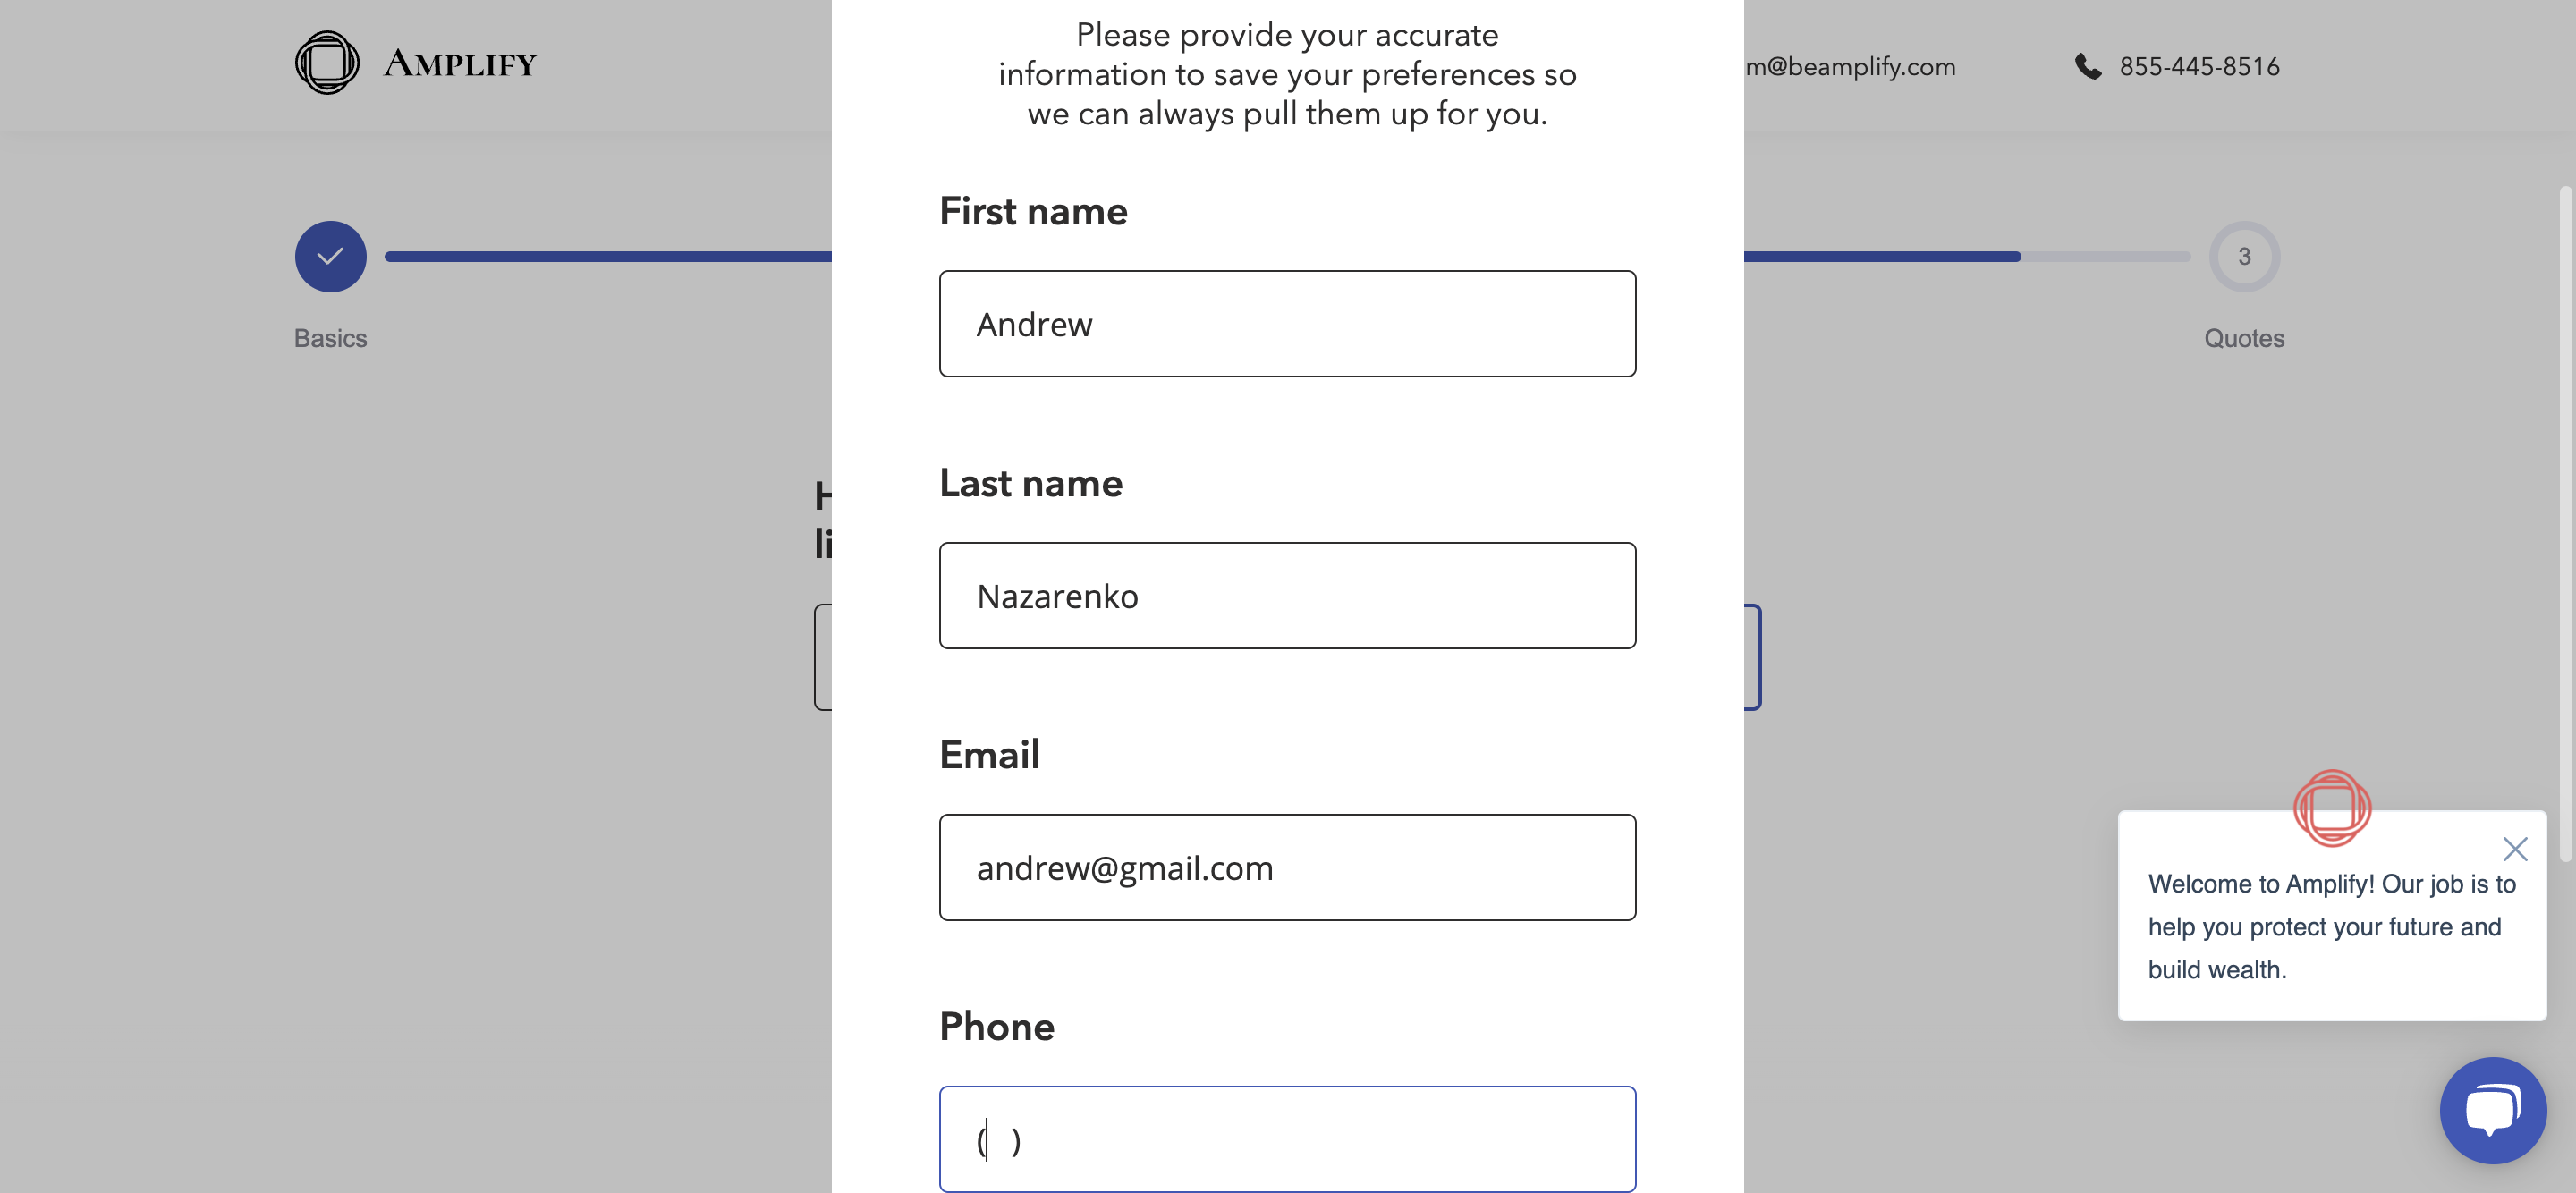 AMPLIFY
m@beamplify.com
855-445-8516
Basics
3
Quotes
Please provide your accurate
information to save your preferences so
we can always pull them up for you.
First name
Andrew
Last name
Nazarenko
Email
andrew@gmail.com
Phone
( )
H
li
Welcome to Amplify! Our job is to
help you protect your future and
build wealth.